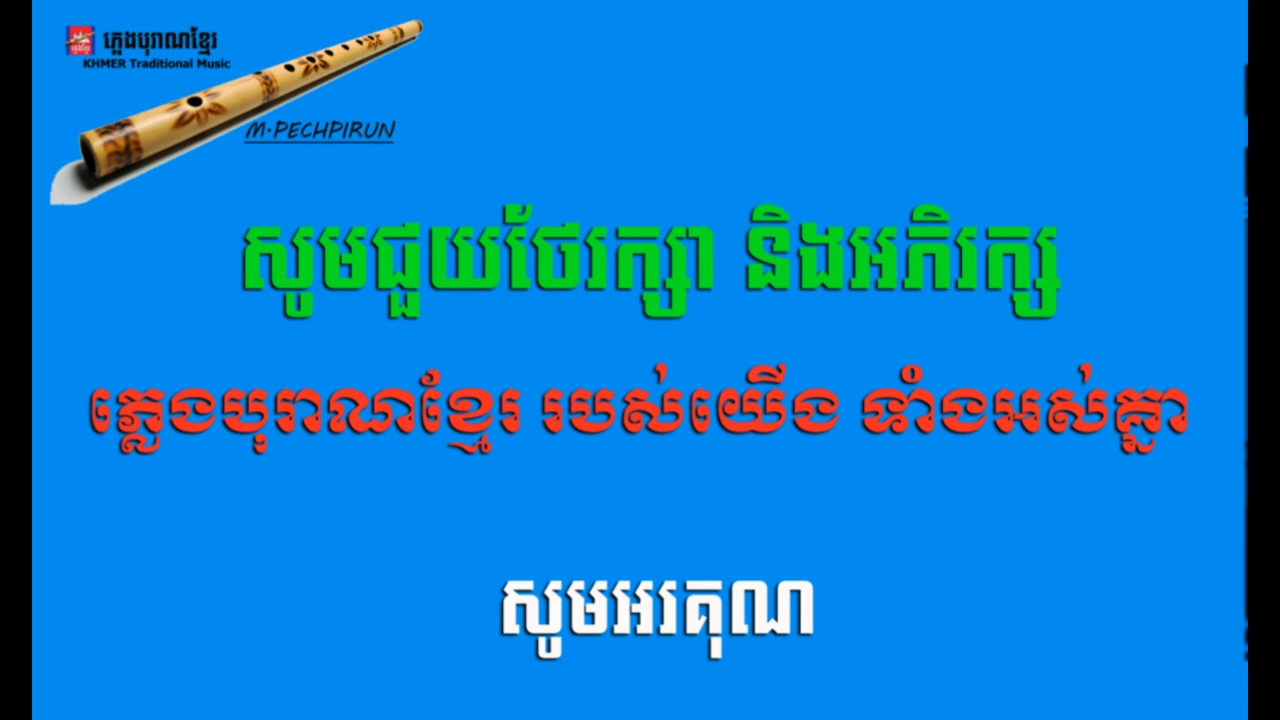 ភ្លេងបុរាណខ្មែរ
KHMER Traditional Music
M·PECHPIRUN
សូមជួយថែរក្សា និងអភិរក្ស
ភ្លេងបុរាណខ្មែរ របស់យើង ទាំងអស់គ្នា
សូមអរគុណ